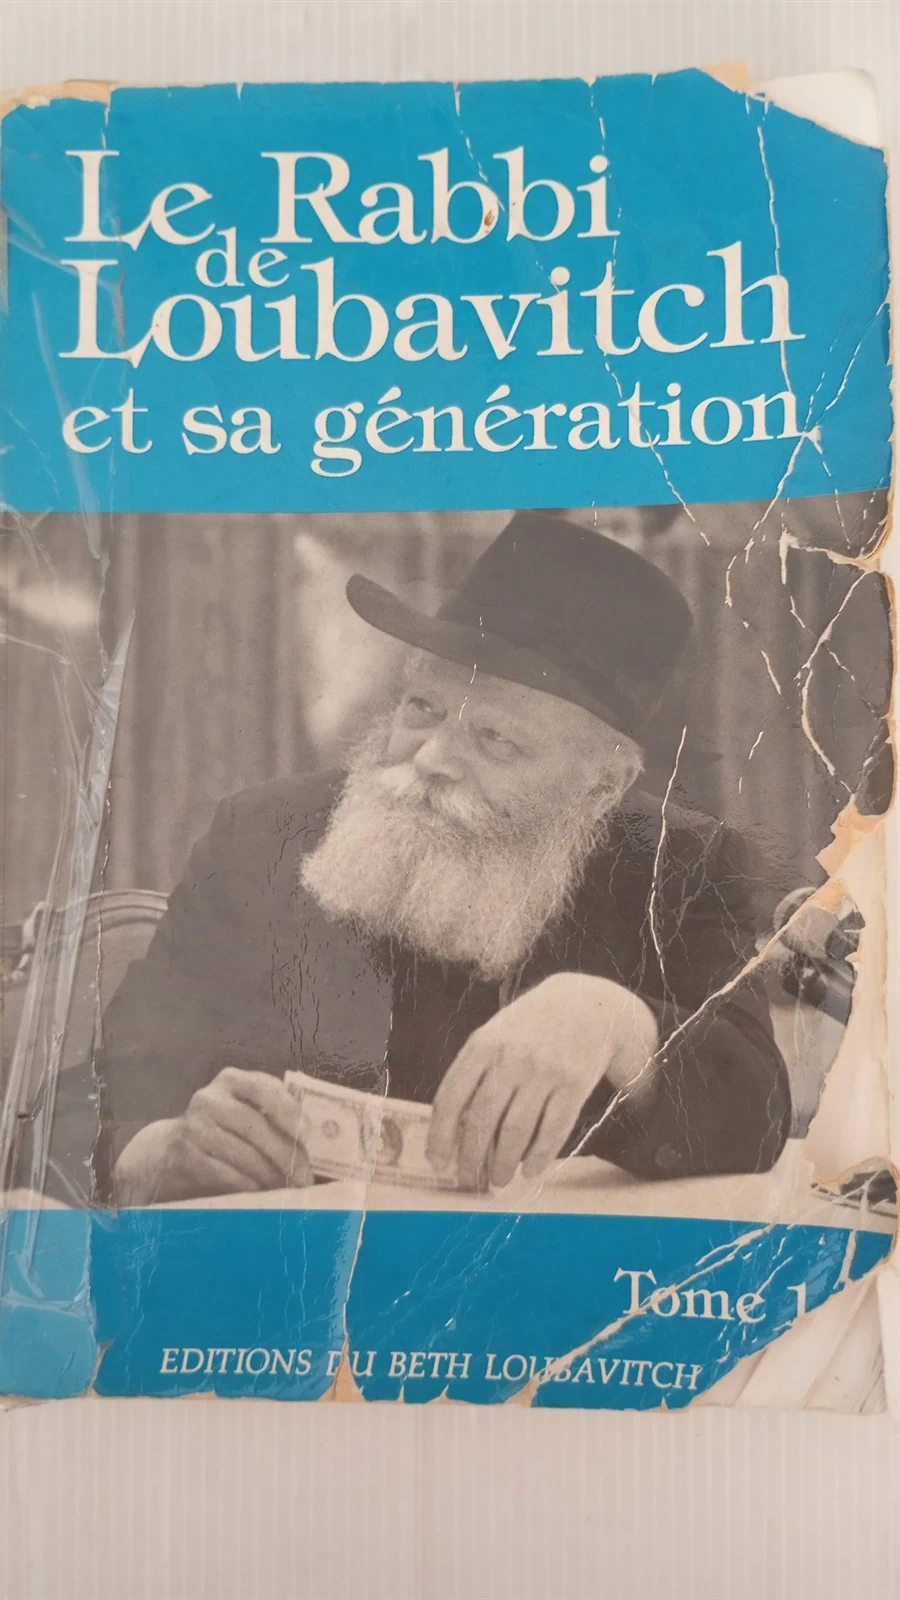 Le Rabbi
de
Loubavitch
et sa génération
Tome 1
EDITIONS DU BETH LOUBAVITCH